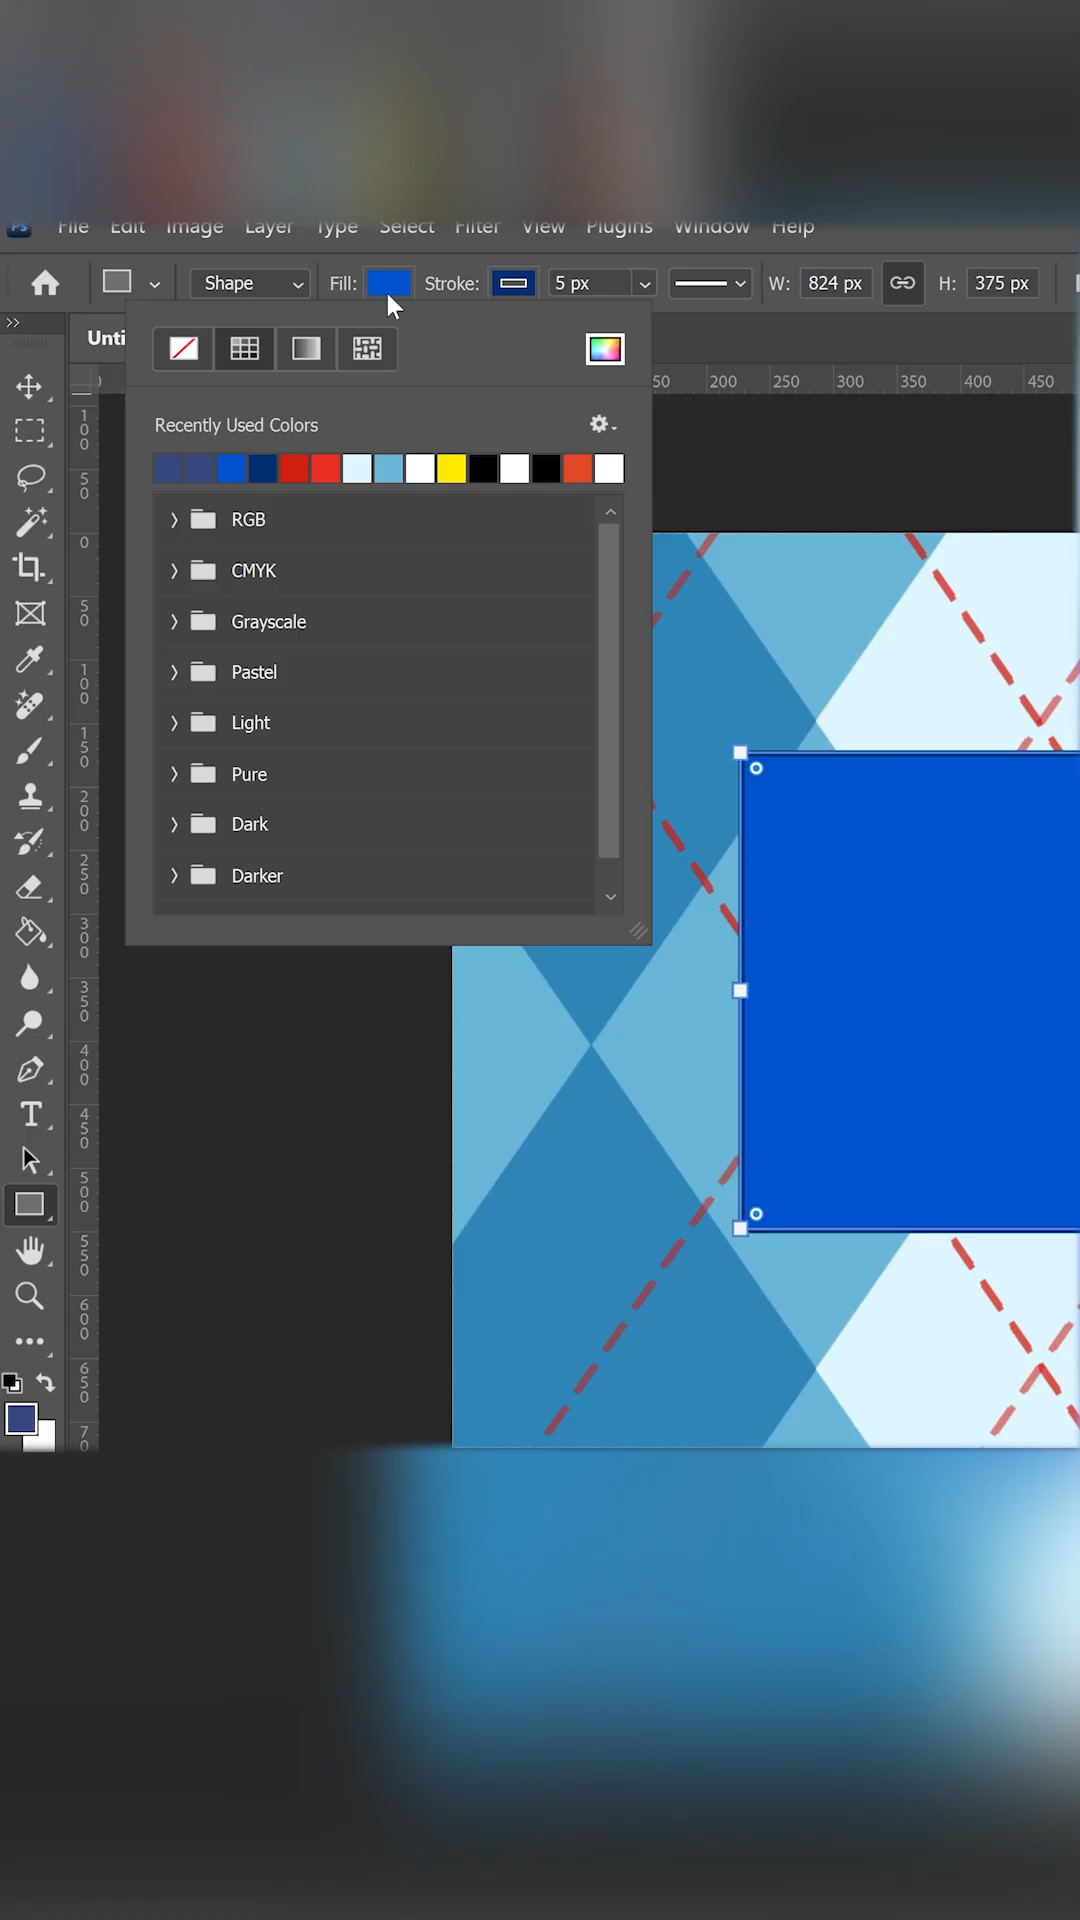 Ps File Edit Image Layer Type Select Filter View Plugins Window Help
Shape Fill: Stroke: 5 px W: 824 px H: 375 px
Unti
50 200 250 300 350 400 450
Recently Used Colors
RGB
CMYK
Grayscale
Pastel
Light
Pure
Dark
Darker
100
50
0
50
100
150
200
250
300
350
400
450
500
550
600
650
70